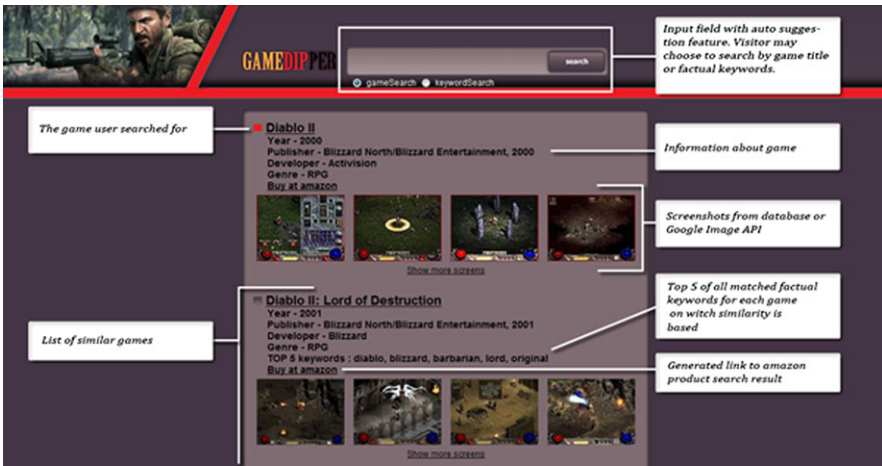 GAMEDIPPER
search
gameSearch keywordSearch
Input field with auto sugges-
tion feature. Visitor may
choose to search by game title
or factual keywords.
The game user searched for
Diablo II
Year - 2000
Publisher - Blizzard North/Blizzard Entertainment, 2000
Developer - Activision
Genre - RPG
Buy at amazon
Information about game
Show more screens
Screenshots from database or
Google Image API
List of similar games
Diablo II: Lord of Destruction
Year - 2001
Publisher - Blizzard North/Blizzard Entertainment, 2001
Developer - Blizzard
Genre - RPG
TOP 5 keywords : diablo, blizzard, barbarian, lord, original
Buy at amazon
Top 5 of all matched factual
keywords for each game
on witch similarity is
based
Generated link to amazon
product search result
Show more screens